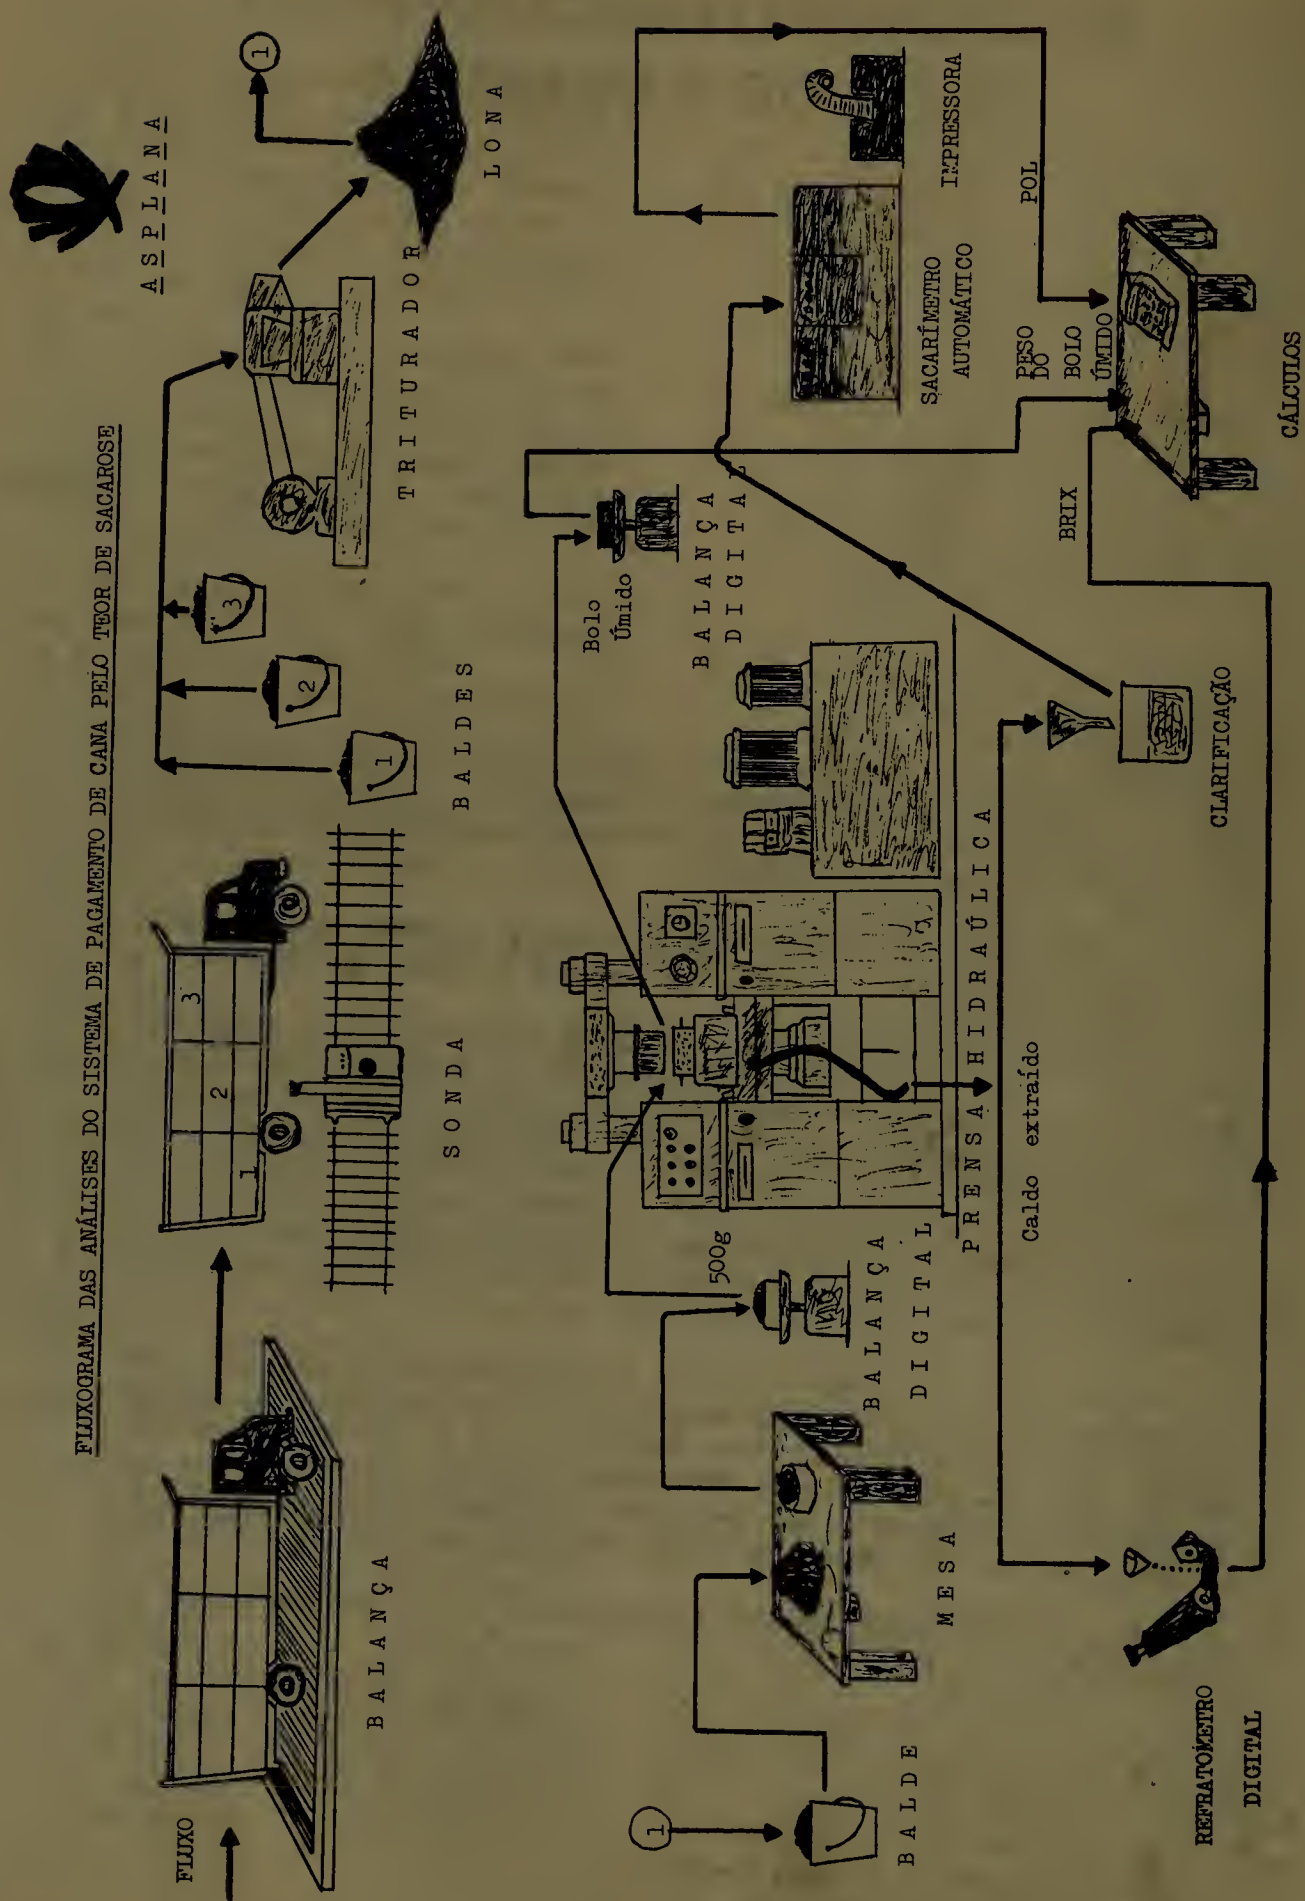 FLUXOGRAMA DAS ANÁLISES DO SISTEMA DE PAGAMENTO DE CANA PELO TEOR DE SACAROSE
ASPLANA
FLUXO
BALANÇA
1
2
3
SONDA
1
2
3
BALDES
TRITURADOR
LONA
1
1
BALDE
MESA
500g
BALANÇA
DIGITAL
PRENSA HIDRAÚLICA
Caldo extraído
Bolo
Úmido
BALANÇA
DIGITAL
SACARÍMETRO
AUTOMÁTICO
IMPRESSORA
REFRATOMETRO
DIGITAL
CLARIFICAÇÃO
BRIX
PESO
DO
BOLO
ÚMIDO
POL
CÁLCULOS